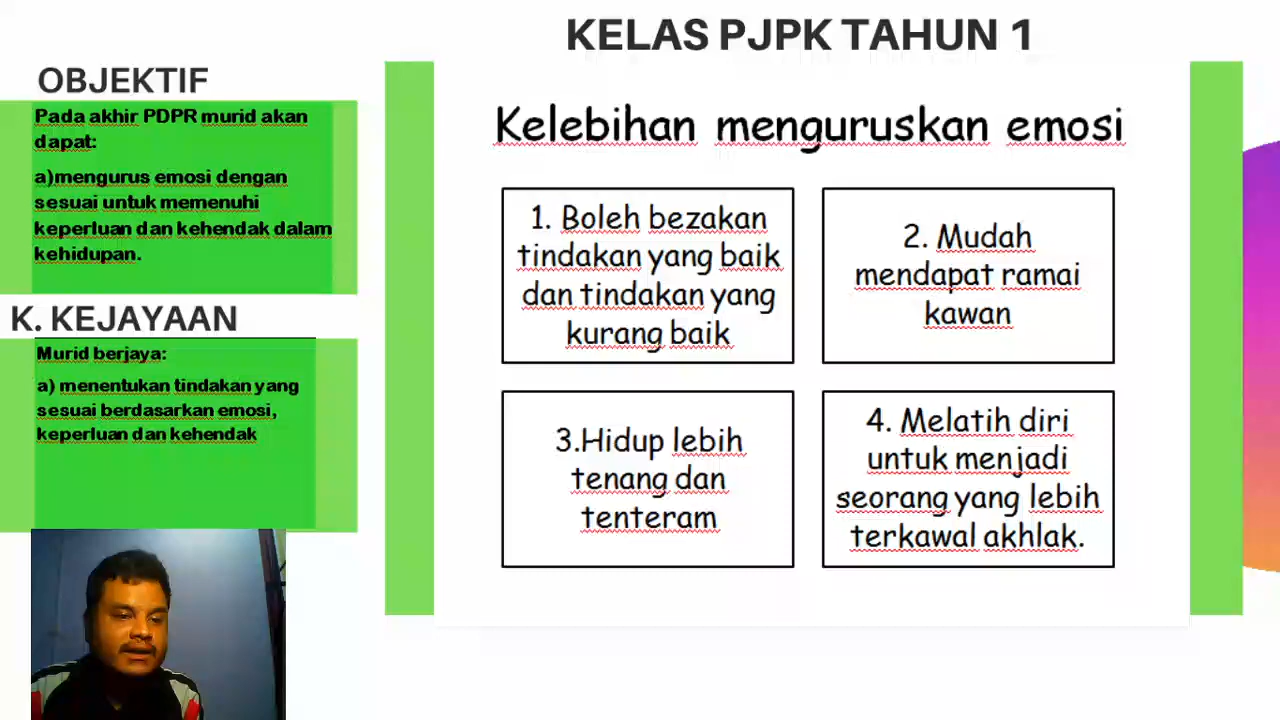 KELAS PJPK TAHUN 1
OBJEKTIF
Pada akhir PDPR murid akan
dapat:
a)mengurus emosi dengan
sesuai untuk memenuhi
keperluan dan kehendak dalam
kehidupan.
K. KEJAYAAN
Murid berjaya:
a) menentukan tindakan yang
sesuai berdasarkan emosi,
keperluan dan kehendak
Kelebihan menguruskan emosi
1. Boleh bezakan
tindakan yang baik
dan tindakan yang
kurang baik
2. Mudah
mendapat ramai
kawan
3.Hidup lebih
tenang dan
tenteram
4. Melatih diri
untuk menjadi
seorang yang lebih
terkawal akhlak.